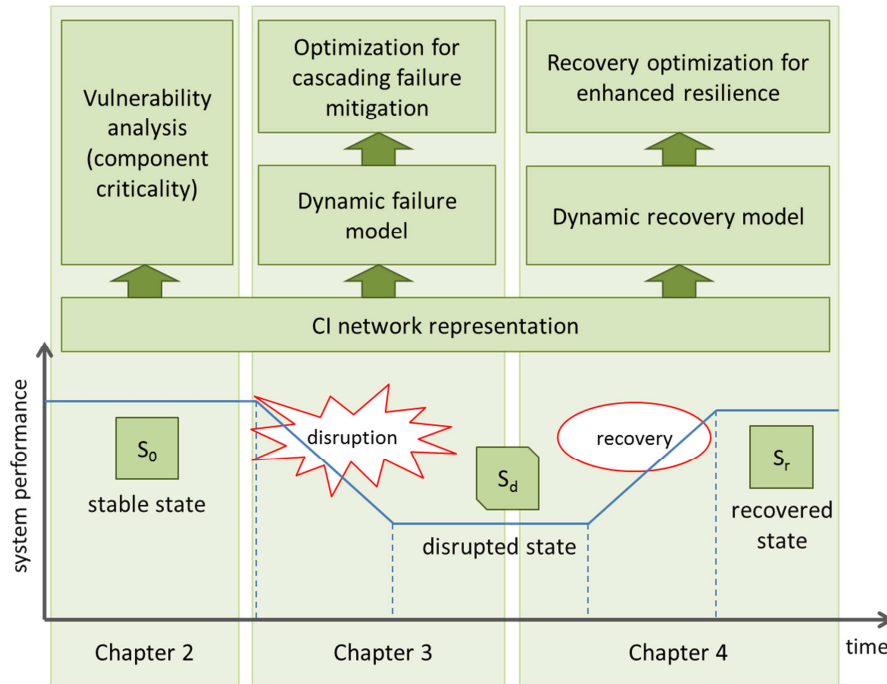 Vulnerability
analysis
(component
criticality)
Optimization for
cascading failure
mitigation
Recovery optimization for
enhanced resilience
Dynamic failure
model
Dynamic recovery model
CI network representation
system performance
S₀
stable state
disruption
S_d
disrupted state
recovery
S_r
recovered
state
time
Chapter 2
Chapter 3
Chapter 4